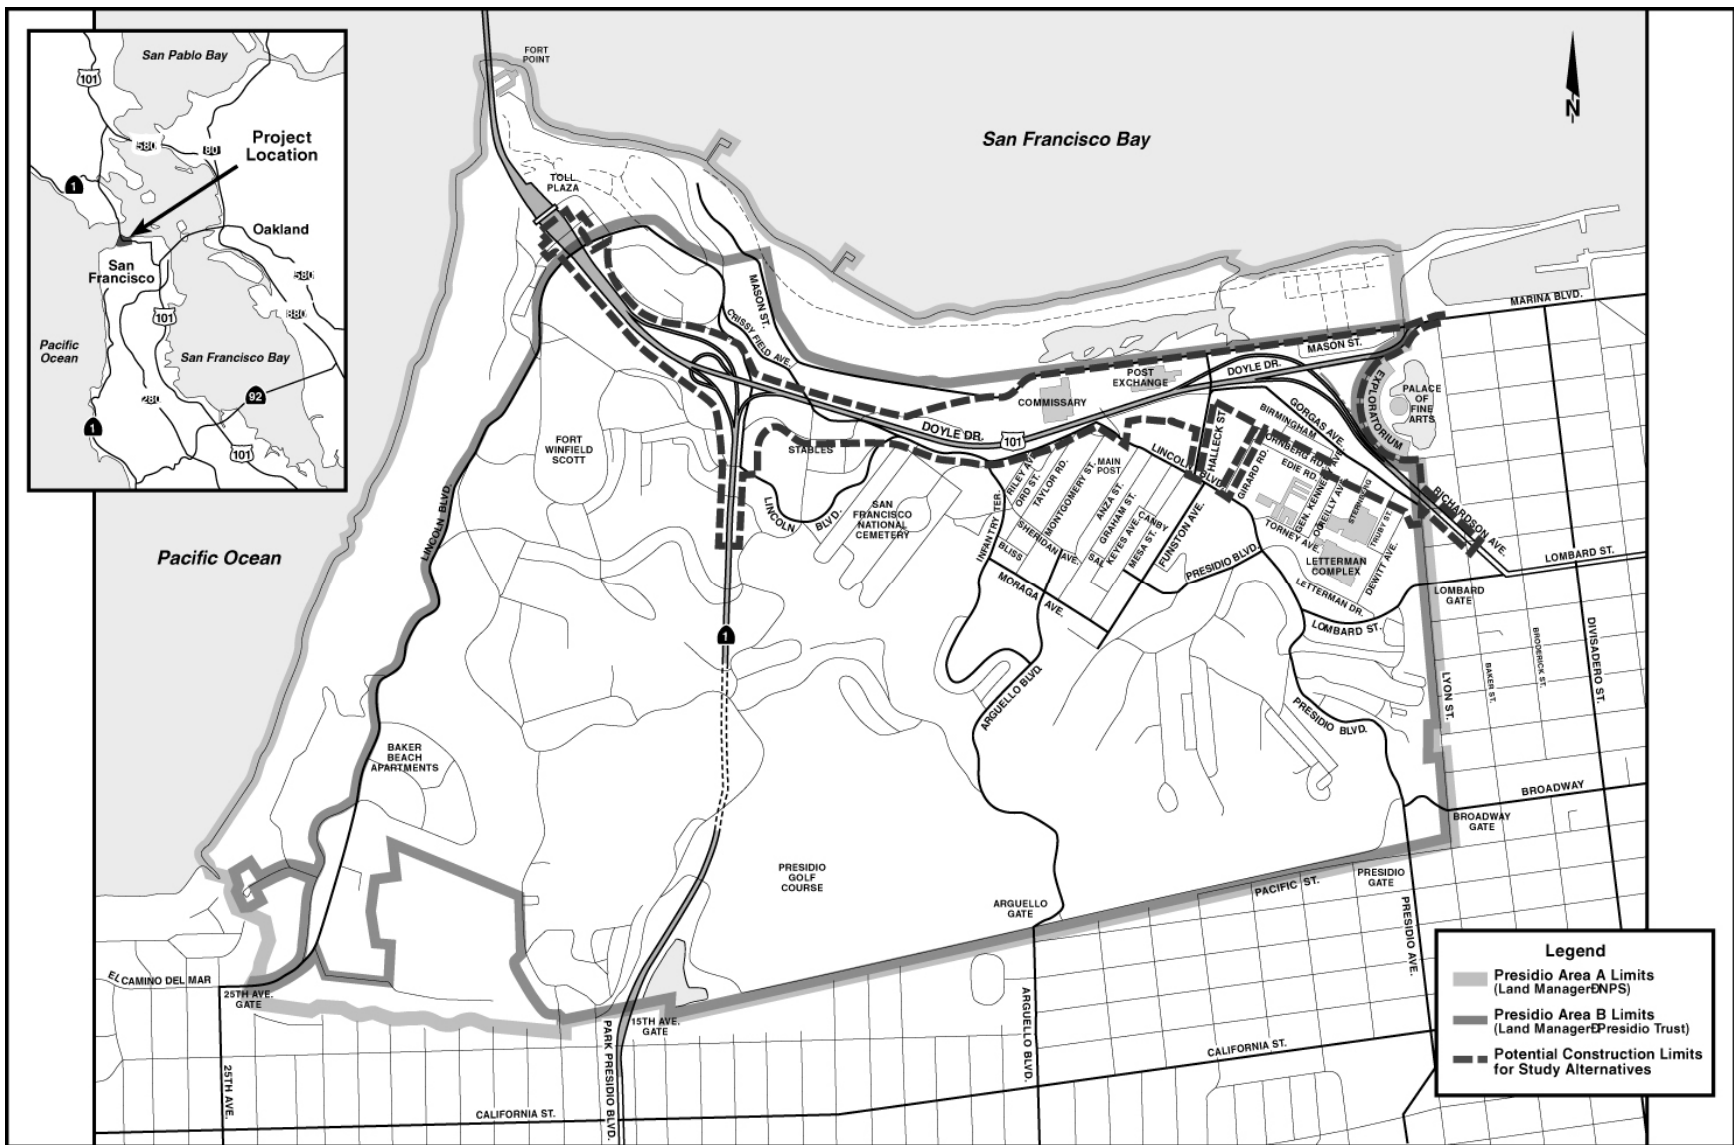 San Pablo Bay
101
580
80
Project
Location
1
Oakland
San
Francisco
580
101
880
Pacific
Ocean
San Francisco Bay
280
92
1
101
FORT
POINT
San Francisco Bay
N
TOLL
PLAZA
MASON ST.
CRISSY FIELD AVE.
MARINA BLVD.
MASON ST.
DOYLE DR.
POST
EXCHANGE
COMMISSARY
EXPLORATORIUM
PALACE
OF
FINE
ARTS
GORGAS AVE.
BIRMINGHAM
DOYLE DR.
101
FORT
WINFIELD
SCOTT
STABLES
LINCOLN BLVD.
HALLECK ST.
EDIE RD.
GIRARD RD.
MAIN
POST
ORD ST.
TAYLOR RD.
MONTGOMERY ST.
ANZA ST.
GRAHAM ST.
KEYES AVE.
MESA ST.
CANBY
FUNSTON AVE.
SHERIDAN AVE.
BLISS
SAL
INFANTRY TER.
MORAGA AVE.
LINCOLN BLVD.
SAN
FRANCISCO
NATIONAL
CEMETERY
LINCOLN BLVD.
TORNEY AVE.
TRUBY ST.
DEWITT AVE.
LETTERMAN
COMPLEX
LETTERMAN DR.
RICHARDSON AVE.
LOMBARD ST.
LOMBARD
GATE
PRESIDIO BLVD.
LOMBARD ST.
Pacific Ocean
1
ARGUELLO BLVD.
PRESIDIO BLVD.
LYON ST.
BAKER ST.
BRODERICK ST.
DIVISADERO ST.
BAKER
BEACH
APARTMENTS
BROADWAY
BROADWAY
GATE
PRESIDIO
GOLF
COURSE
PRESIDIO
GATE
PACIFIC ST.
ARGUELLO
GATE
PRESIDIO AVE.
EL CAMINO DEL MAR
25TH AVE.
GATE
15TH AVE.
GATE
PARK PRESIDIO BLVD.
ARGUELLO BLVD.
25TH AVE.
CALIFORNIA ST.
CALIFORNIA ST.
Legend
Presidio Area A Limits
(Land ManagerÐNPS)
Presidio Area B Limits
(Land ManagerÐPresidio Trust)
Potential Construction Limits
for Study Alternatives